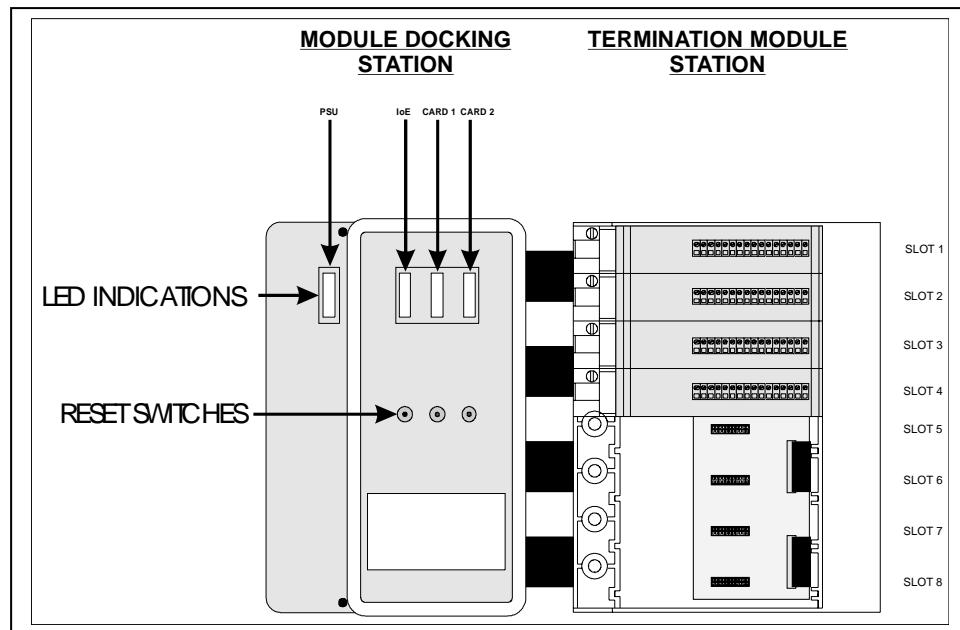 MODULE DOCKING
STATION
TERMINATION MODULE
STATION
PSU
IoE
CARD 1
CARD 2
LED INDICATIONS
RESET SWITCHES
SLOT 1
SLOT 2
SLOT 3
SLOT 4
SLOT 5
SLOT 6
SLOT 7
SLOT 8